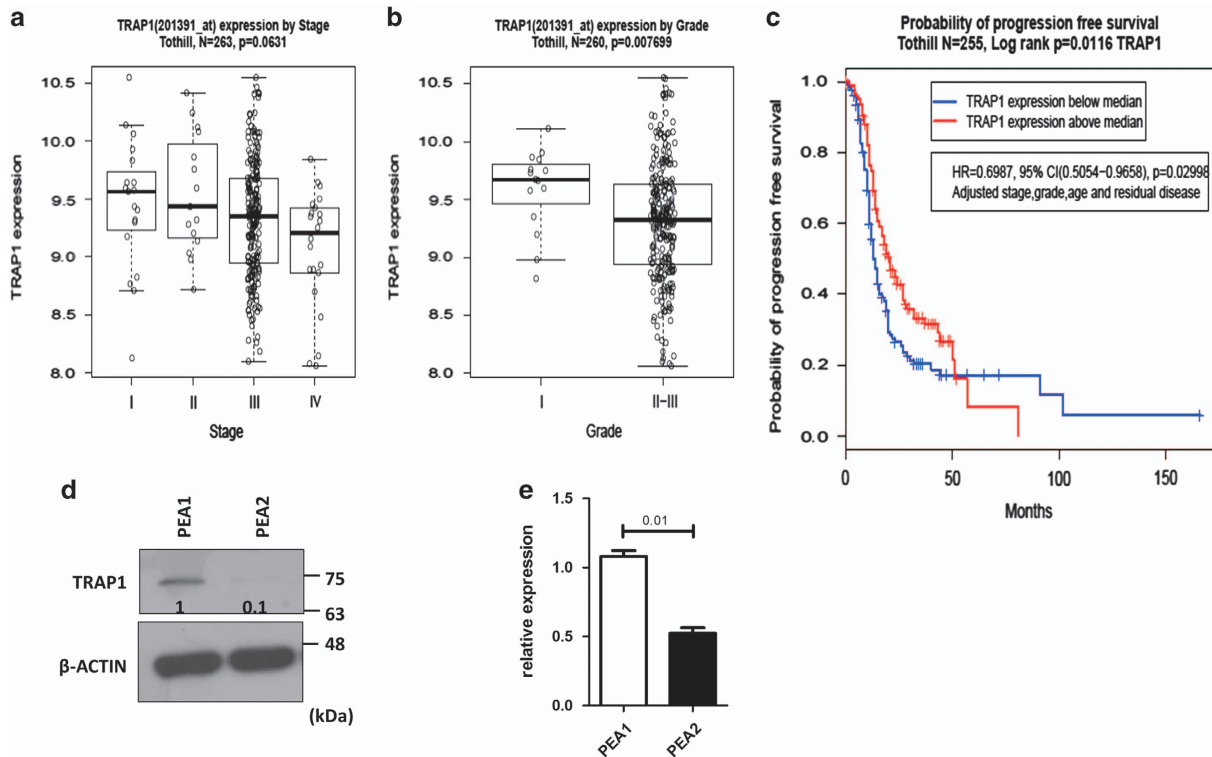 a
TRAP1(201391_at) expression by Stage
Tothill, N=263, p=0.0631
TRAP1 expression
10.5
10.0
9.5
9.0
8.5
8.0
I II III IV
Stage
b
TRAP1(201391_at) expression by Grade
Tothill, N=260, p=0.007699
TRAP1 expression
10.5
10.0
9.5
9.0
8.5
8.0
I II-III
Grade
c
Probability of progression free survival
Tothill N=255, Log rank p=0.0116 TRAP1
Probability of progression free survival
1.0
0.8
0.6
0.4
0.2
0.0
TRAP1 expression below median
TRAP1 expression above median
HR=0.6987, 95% CI(0.5054-0.9658), p=0.02998
Adjusted stage,grade,age and residual disease
0 50 100 150
Months
d
PEA1 PEA2
TRAP1
1 0.1
75
63
48
β-ACTIN
(kDa)
e
relative expression
1.5
1.0
0.5
0.0
0.01
PEA1 PEA2